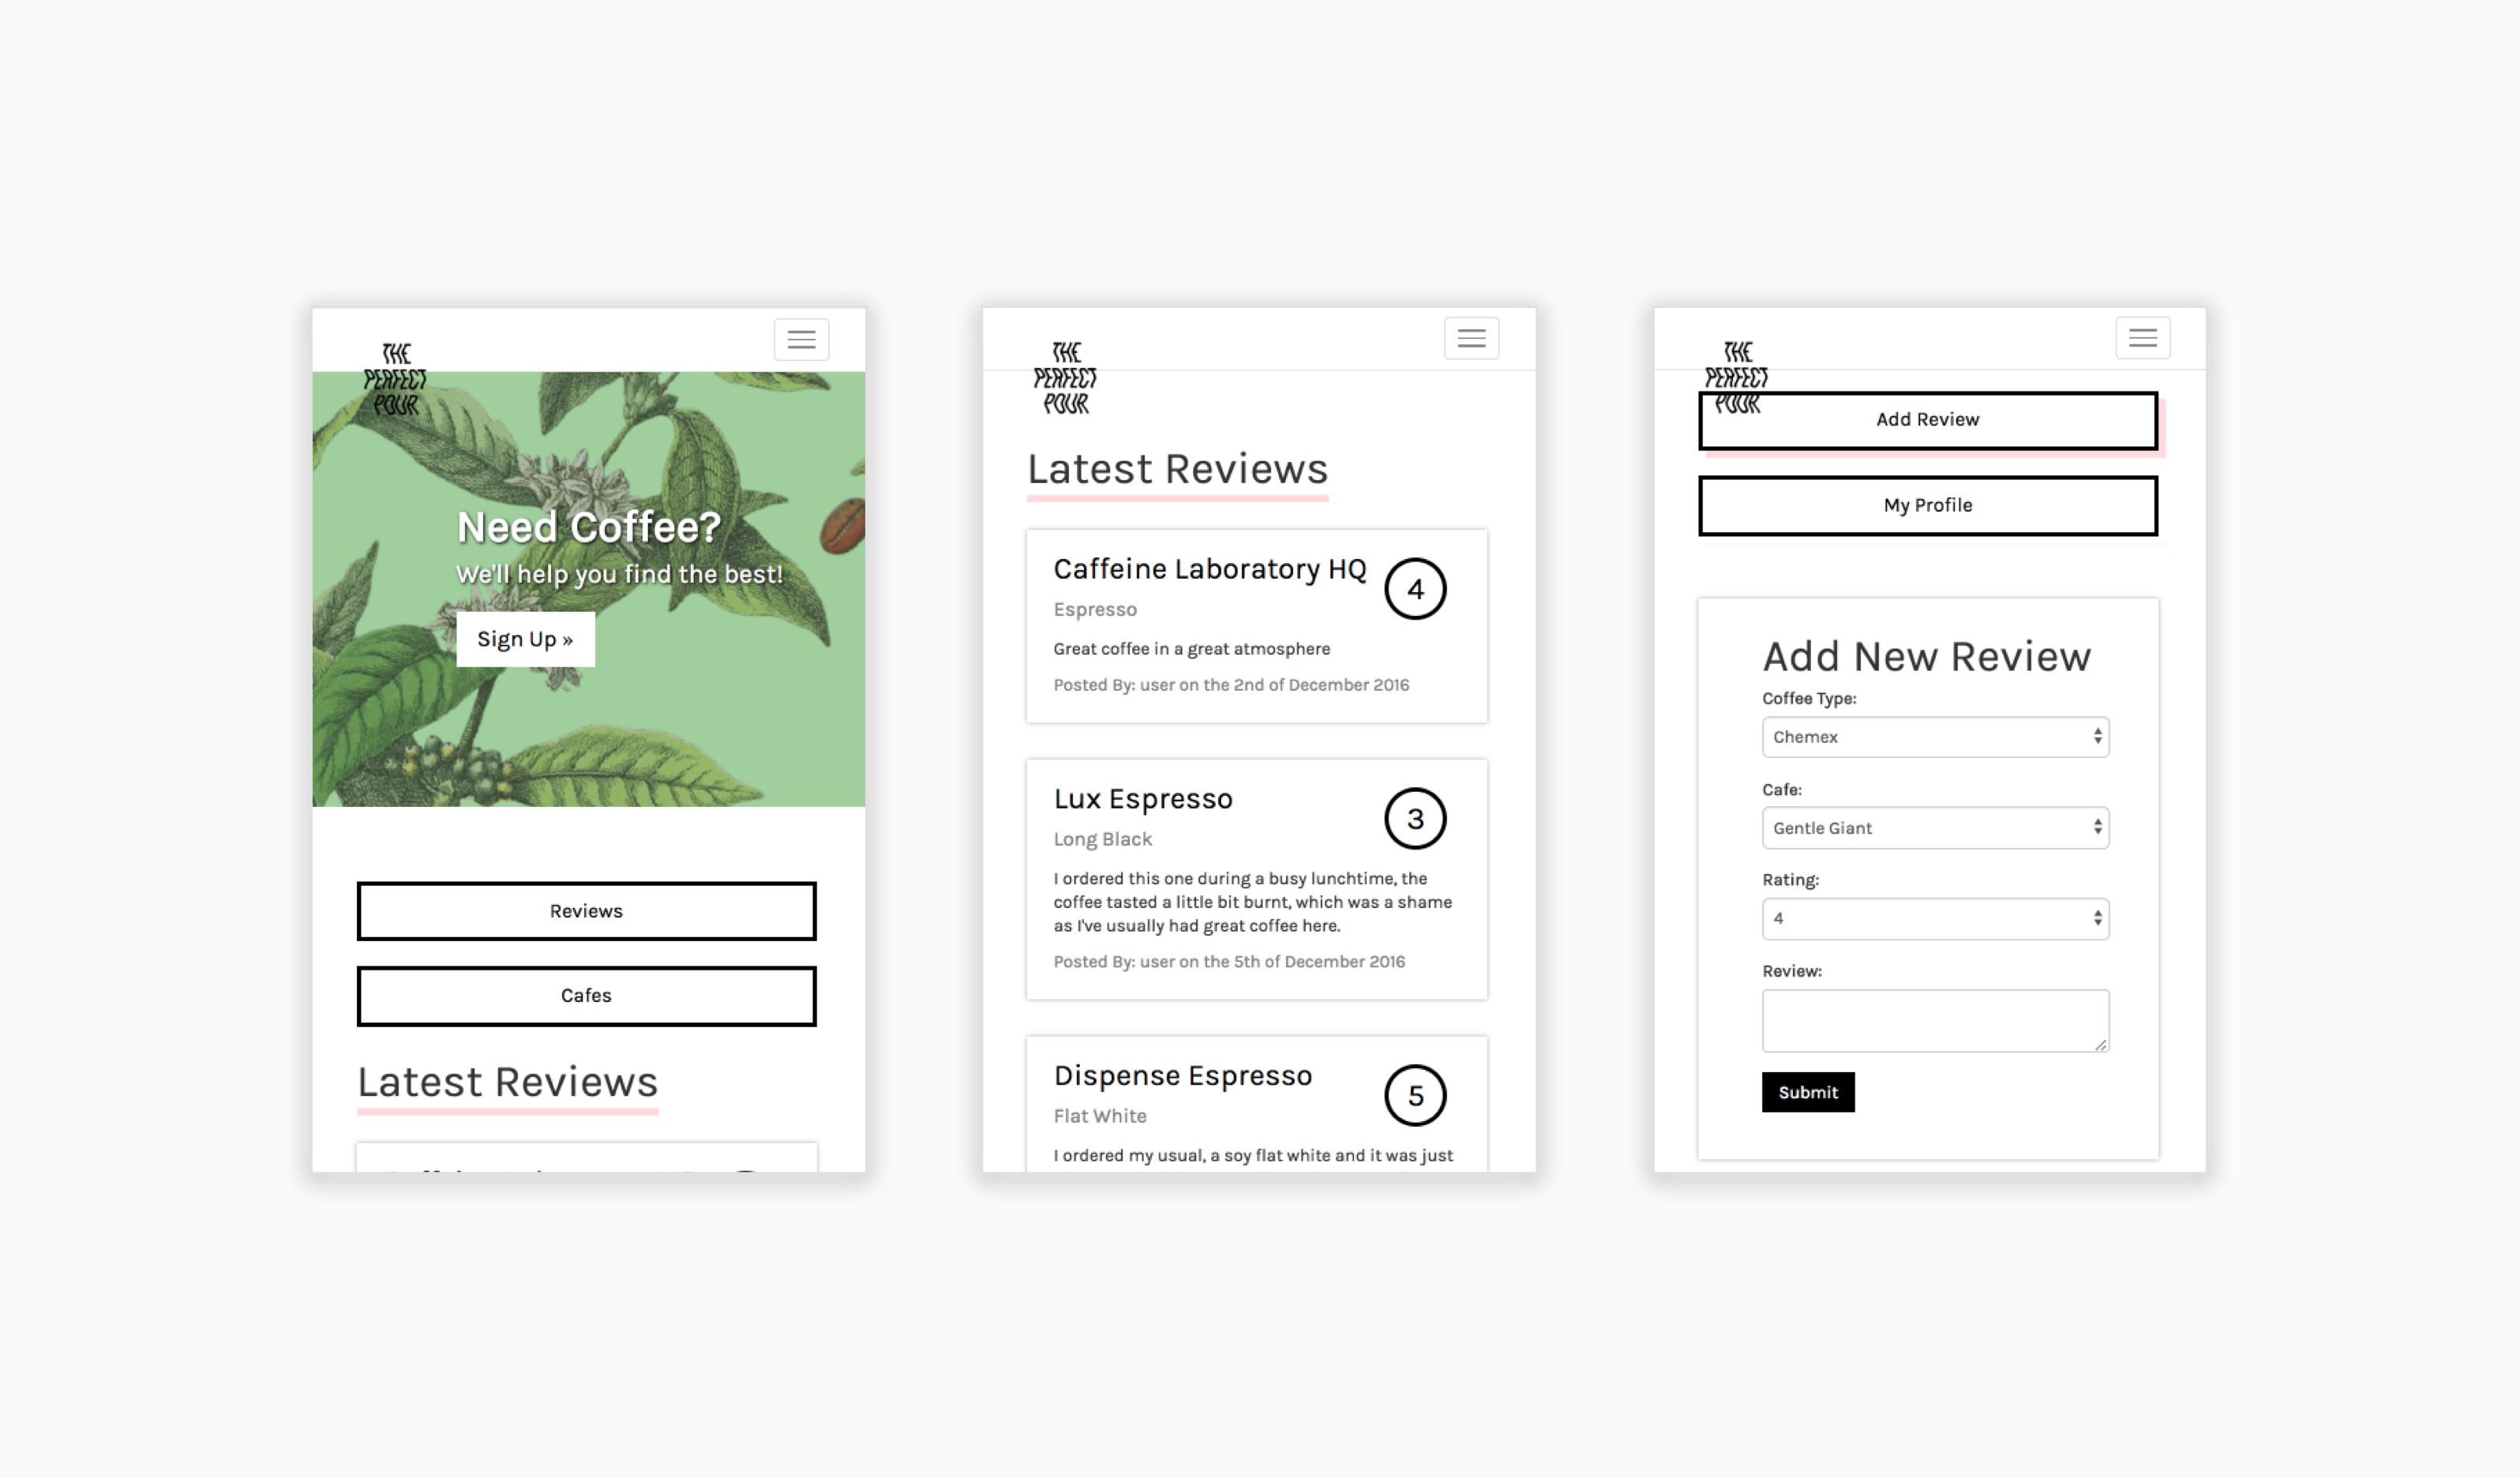 THE
PERFECT
POUR
Need Coffee?
We'll help you find the best!
Sign Up »
Reviews
Cafes
Latest Reviews
THE
PERFECT
POUR
Latest Reviews
Caffeine Laboratory HQ
4
Espresso
Great coffee in a great atmosphere
Posted By: user on the 2nd of December 2016
Lux Espresso
3
Long Black
I ordered this one during a busy lunchtime, the
coffee tasted a little bit burnt, which was a shame
as I've usually had great coffee here.
Posted By: user on the 5th of December 2016
Dispense Espresso
5
Flat White
I ordered my usual, a soy flat white and it was just
THE
PERFECT
POUR
Add Review
My Profile
Add New Review
Coffee Type:
Chemex
Cafe:
Gentle Giant
Rating:
4
Review:
Submit